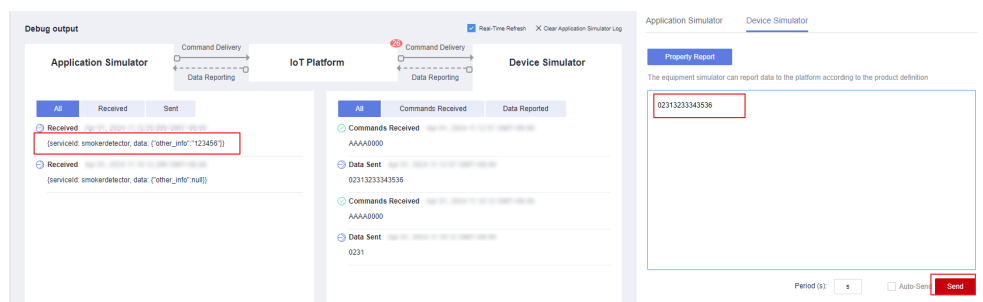 Debug output
Real-Time Refresh
Clear Application Simulator Log
Application Simulator
Command Delivery
Data Reporting
IoT Platform
26
Command Delivery
Data Reporting
Device Simulator
All Received Sent
Received
{serviceId: smokerdetector, data: {"other_info":"123456"}}
Received
{serviceId: smokerdetector, data: {"other_info":null}}
All Commands Received Data Reported
Commands Received
AAAA0000
Data Sent
02313233343536
Commands Received
AAAA0000
Data Sent
0231
Application Simulator Device Simulator
Property Report
The equipment simulator can report data to the platform according to the product definition
02313233343536
Period (s): 5 Auto-Send Send